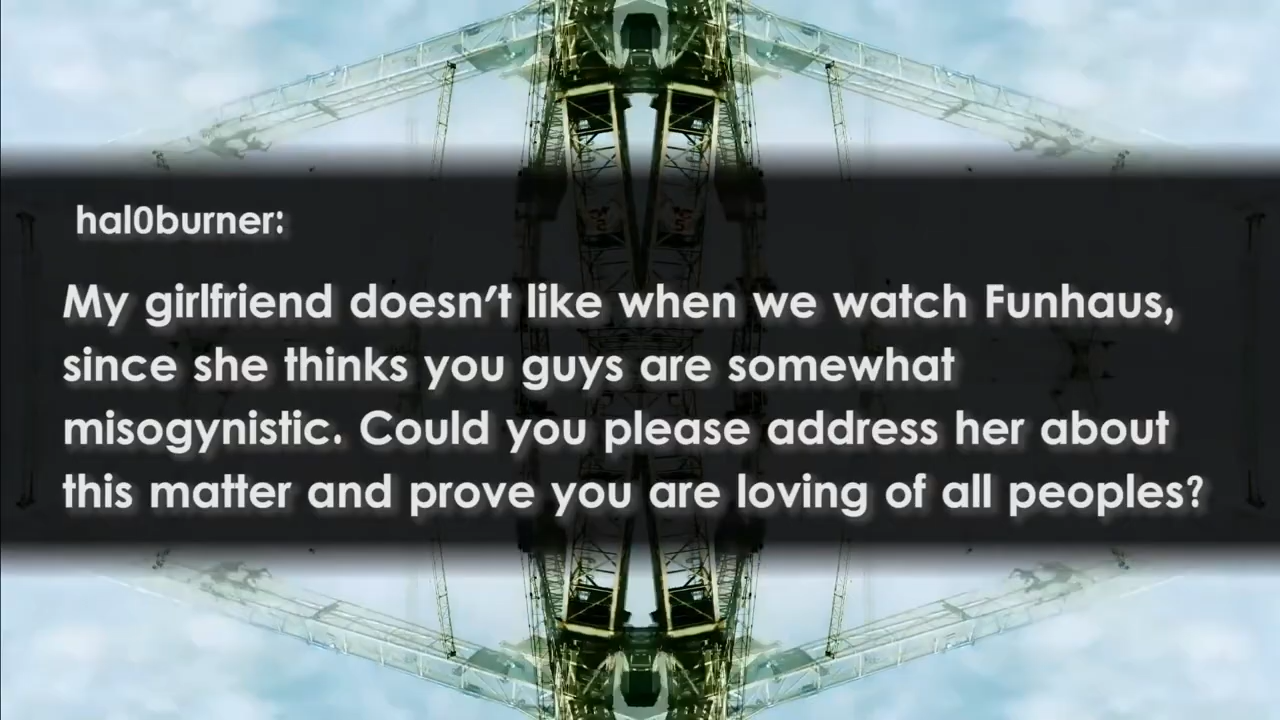 hal0burner:
My girlfriend doesn't like when we watch Funhaus,
since she thinks you guys are somewhat
misogynistic. Could you please address her about
this matter and prove you are loving of all peoples?